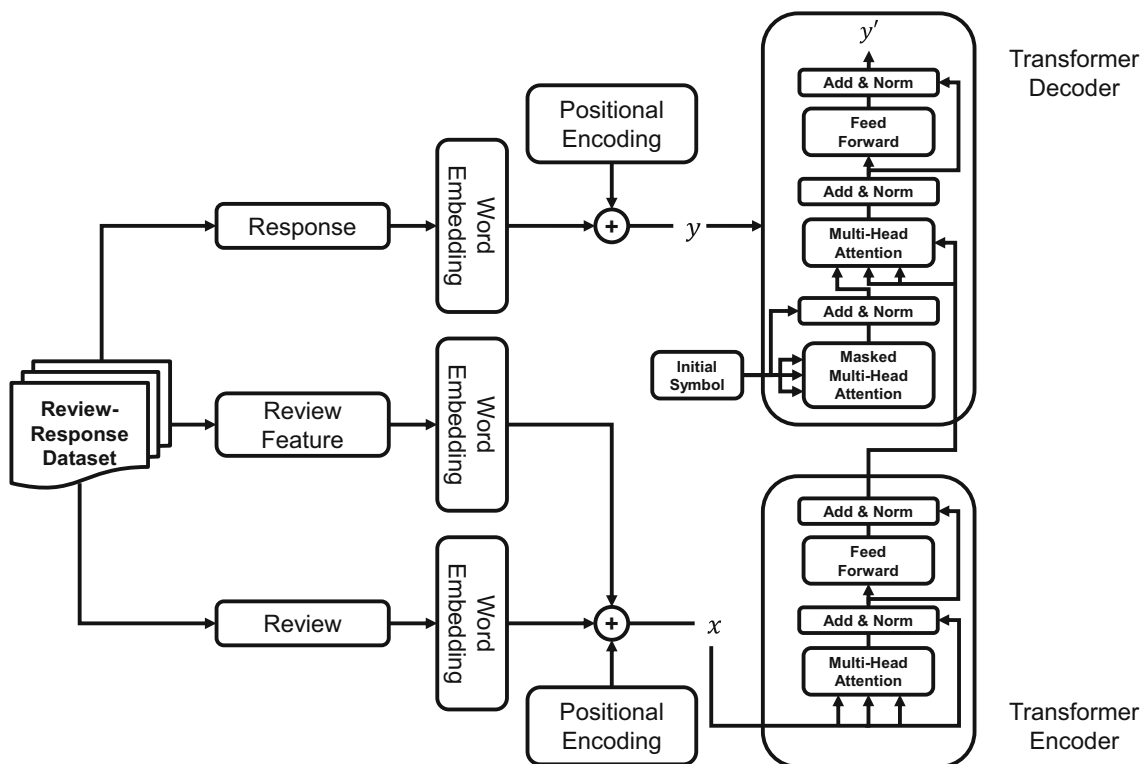 y′
Add & Norm
Feed
Forward
Add & Norm
Multi-Head
Attention
Add & Norm
Masked
Multi-Head
Attention
Initial
Symbol
Transformer
Decoder
Positional
Encoding
Word
Embedding
Response
+
y
Review-
Response
Dataset
Review
Feature
Word
Embedding
Review
Word
Embedding
+
x
Positional
Encoding
Add & Norm
Feed
Forward
Add & Norm
Multi-Head
Attention
Transformer
Encoder